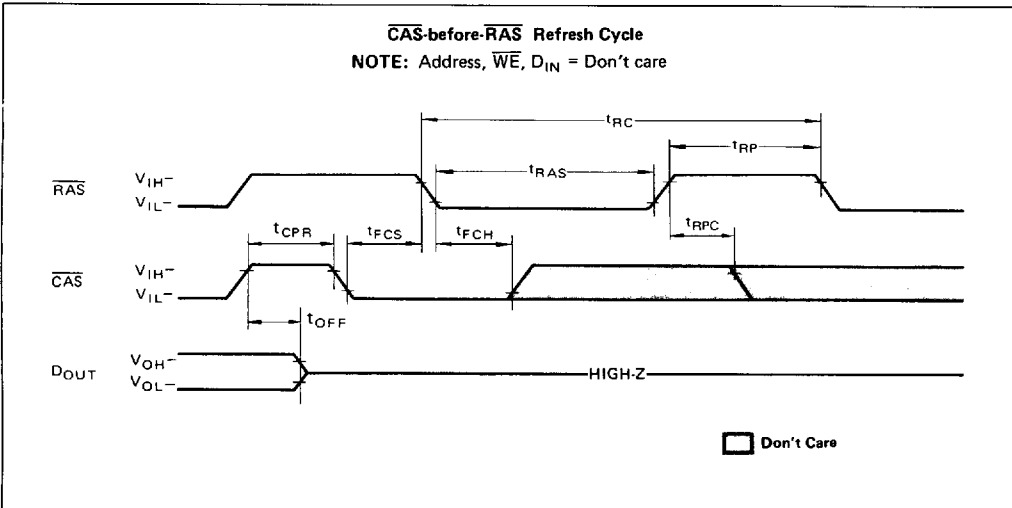 CAS-before-RAS Refresh Cycle
NOTE: Address, WE, DIN = Don't care
tRC
tRP
tRAS
RAS
VIH-
VIL-
tRPC
tCPR
tFCS
tFCH
CAS
VIH-
VIL-
tOFF
DOUT
VOH-
VOL-
HIGH-Z
Don't Care